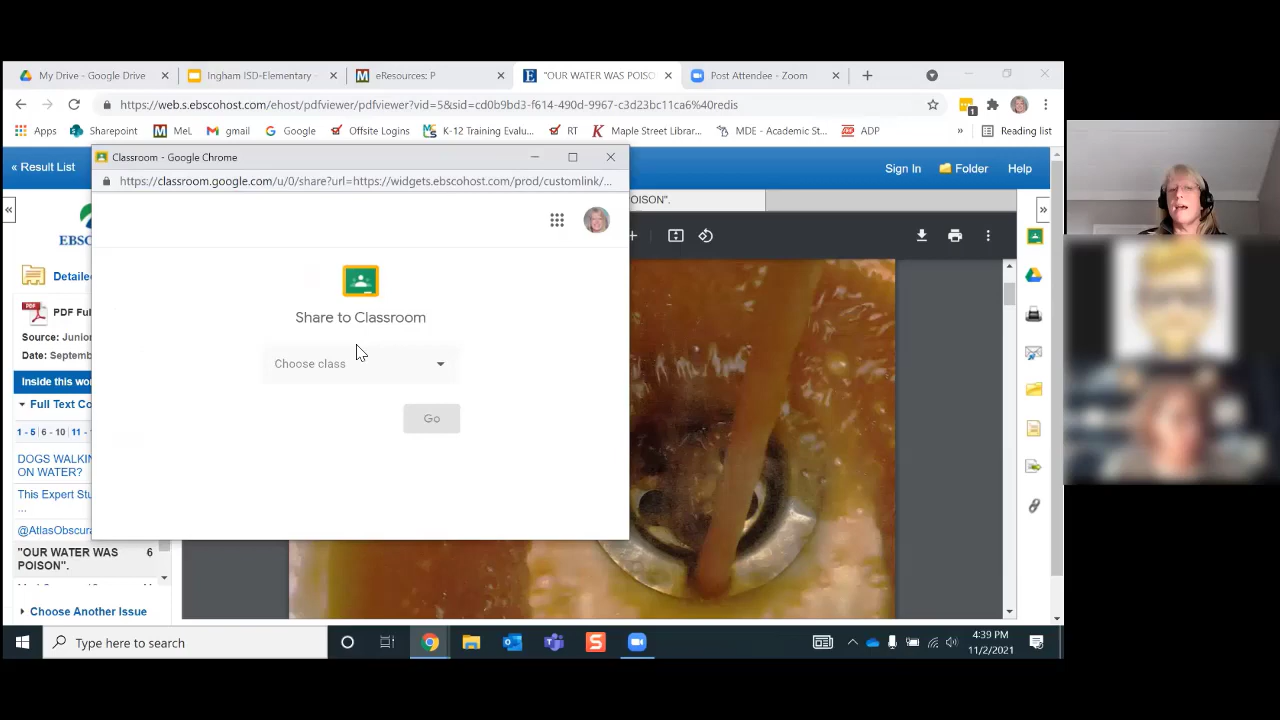 My Drive - Google Drive
Ingham ISD-Elementary -
eResources: P
"OUR WATER WAS POISO
Post Attendee - Zoom
https://web.s.ebscohost.com/ehost/pdfviewer/pdfviewer?vid=5&sid=cd0b9bd3-f614-490d-9967-c3d23bc11ca6%40redis
1
Apps
Sharepoint
MeL
gmail
Google
Offsite Logins
K-12 Training Evalu...
RT
Maple Street Librar...
MDE - Academic St...
ADP
»
Reading list
« Result List
Sign In
Folder
Help
Classroom - Google Chrome
https://classroom.google.com/u/0/share?url=https://widgets.ebscohost.com/prod/customlink/...
Share to Classroom
Choose class
Go
OISON".
«
»
EBSC
Detaile
PDF
PDF Ful
Source: Junior
Date: Septemb
Inside this wor
Full Text Co
1 - 5 | 6 - 10 | 11 -
DOGS WALKIN
ON WATER?
This Expert Stu
...
@AtlasObscura
"OUR WATER WAS 6
POISON".
Choose Another Issue
Type here to search
4:39 PM
11/2/2021